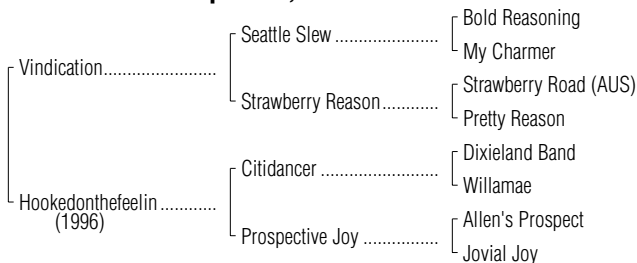 Bold Reasoning
Seattle Slew ......................
My Charmer
Vindication.......................
Strawberry Road (AUS)
Strawberry Reason............
Pretty Reason
Dixieland Band
Citidancer .........................
Willamae
Hookedonthefeelin ............
(1996)
Allen's Prospect
Prospective Joy ................
Jovial Joy